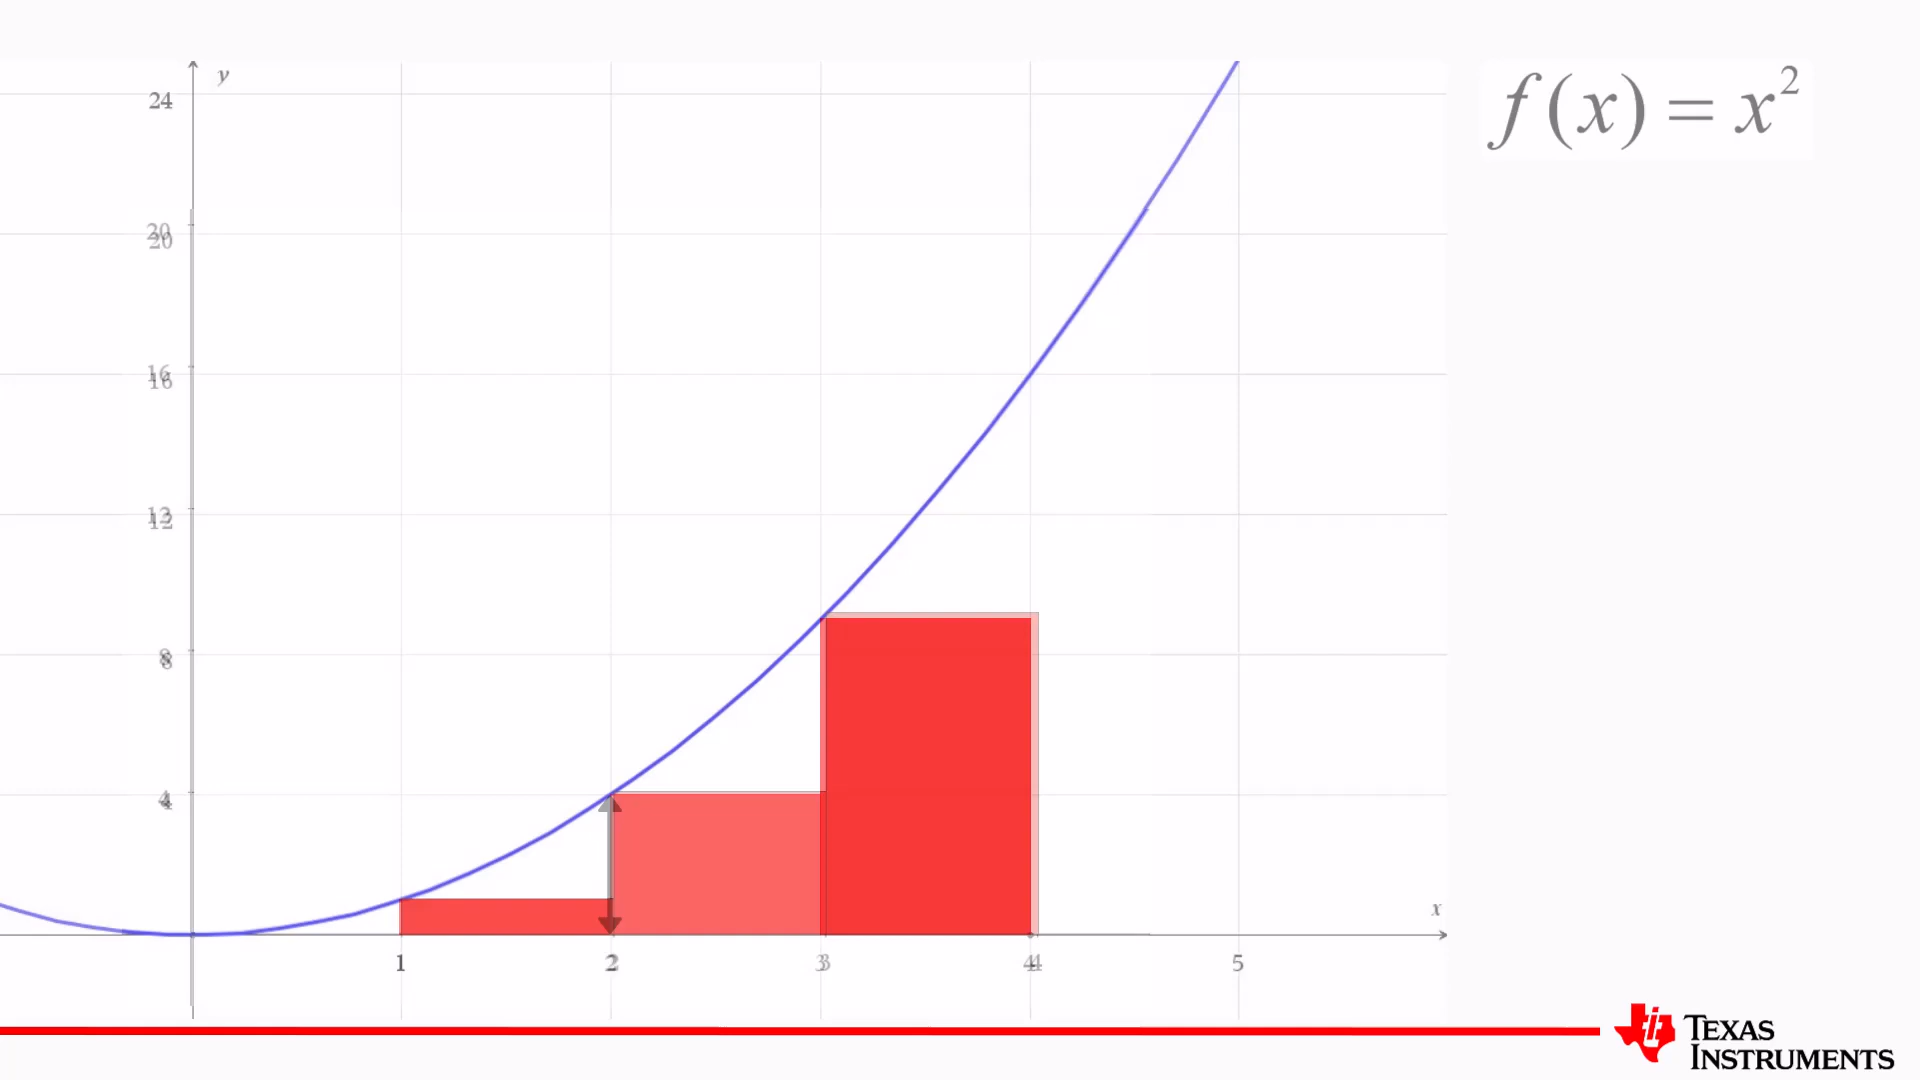 y
f(x) = x²
24
20
16
12
8
4
x
1 2 3 4 5
TEXAS
INSTRUMENTS